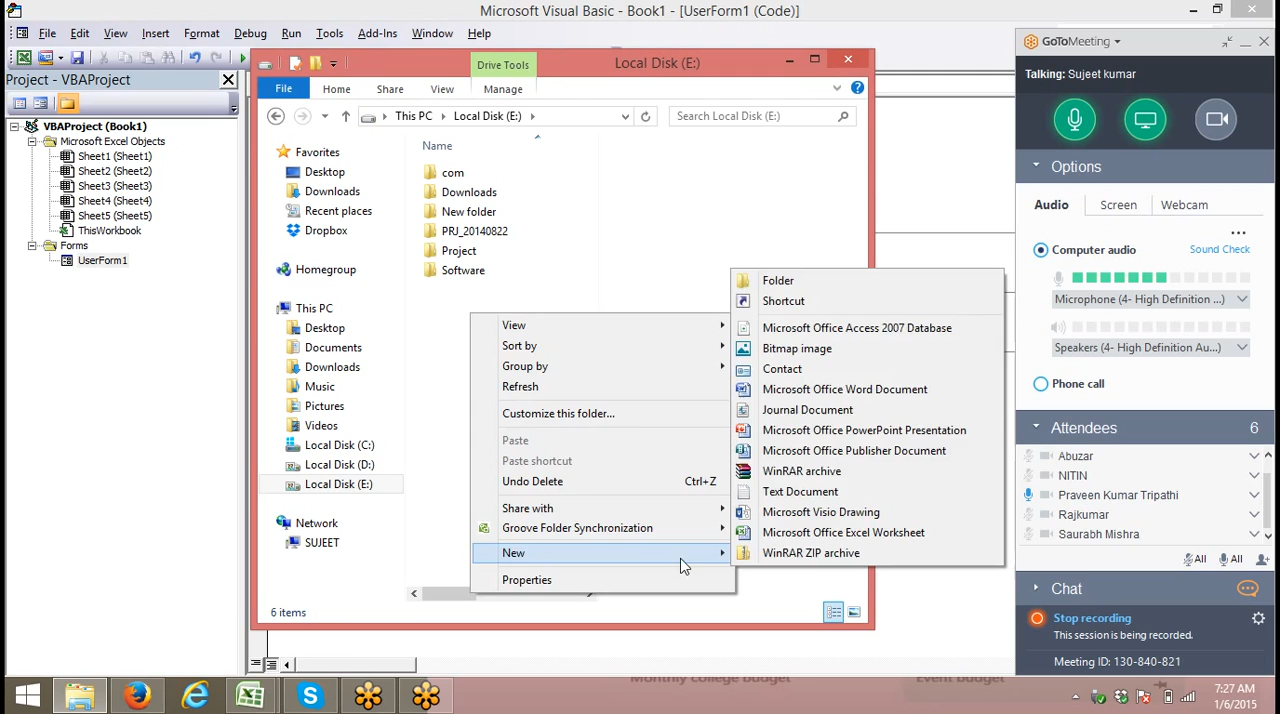 Microsoft Visual Basic - Book1 - [UserForm1 (Code)]
File Edit View Insert Format Debug Run Tools Add-Ins Window Help
Project - VBAProject
VBAProject (Book1)
Microsoft Excel Objects
Sheet1 (Sheet1)
Sheet2 (Sheet2)
Sheet3 (Sheet3)
Sheet4 (Sheet4)
Sheet5 (Sheet5)
ThisWorkbook
Forms
UserForm1
Drive Tools
Local Disk (E:)
File Home Share View Manage
This PC Local Disk (E:)
Search Local Disk (E:)
Favorites
Desktop
Downloads
Recent places
Dropbox
Homegroup
This PC
Desktop
Documents
Downloads
Music
Pictures
Videos
Local Disk (C:)
Local Disk (D:)
Local Disk (E:)
Network
SUJEET
Name
com
Downloads
New folder
PRJ_20140822
Project
Software
6 items
View
Sort by
Group by
Refresh
Customize this folder...
Paste
Paste shortcut
Undo Delete Ctrl+Z
Share with
Groove Folder Synchronization
New
Properties
Folder
Shortcut
Microsoft Office Access 2007 Database
Bitmap image
Contact
Microsoft Office Word Document
Journal Document
Microsoft Office PowerPoint Presentation
Microsoft Office Publisher Document
WinRAR archive
Text Document
Microsoft Visio Drawing
Microsoft Office Excel Worksheet
WinRAR ZIP archive
GoToMeeting
Talking: Sujeet kumar
Options
Audio Screen Webcam
Computer audio Sound Check
Microphone (4- High Definition ...)
Speakers (4- High Definition Au...)
Phone call
Attendees 6
Abuzar
NITIN
Praveen Kumar Tripathi
Rajkumar
Saurabh Mishra
All All
Chat
Stop recording
This session is being recorded.
Meeting ID: 130-840-821
Monthly college budget
Event budget
7:27 AM
1/6/2015